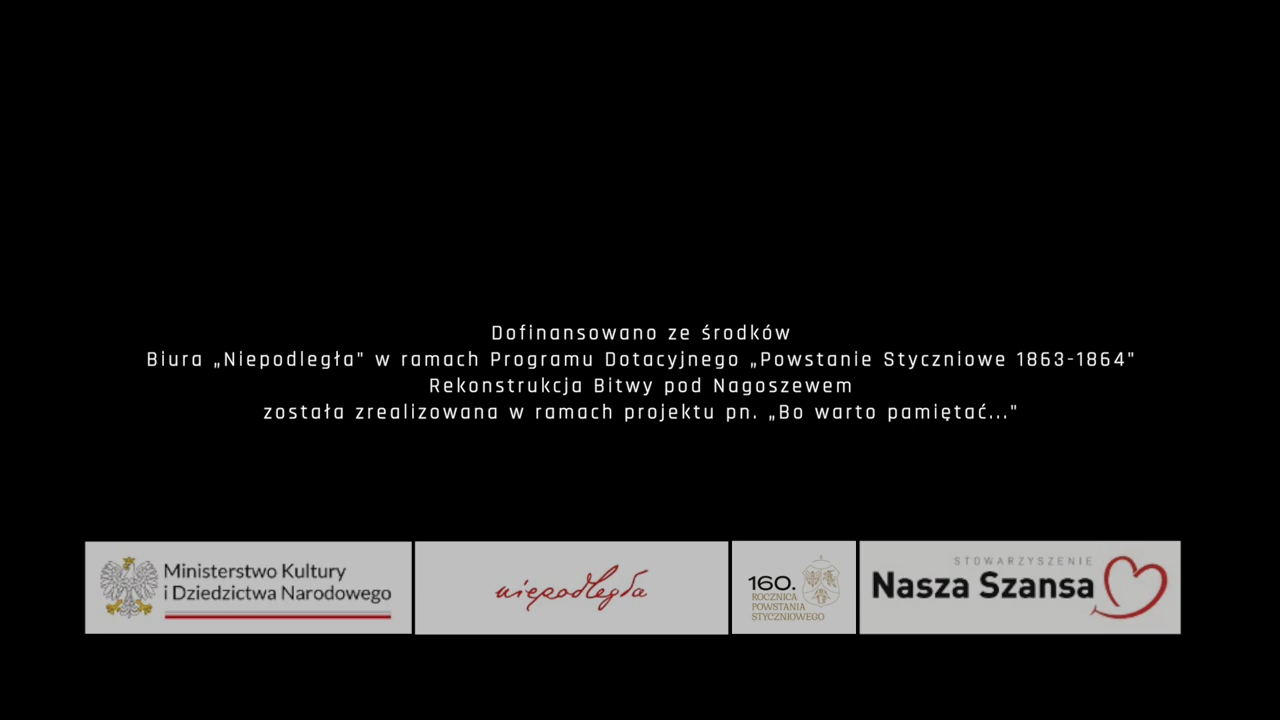 Dofinansowano ze środków
Biura „Niepodległa" w ramach Programu Dotacyjnego „Powstanie Styczniowe 1863-1864"
Rekonstrukcja Bitwy pod Nagoszewem
została zrealizowana w ramach projektu pn. „Bo warto pamiętać..."
Ministerstwo Kultury
i Dziedzictwa Narodowego
niepodległa
160.
ROCZNICA
POWSTANIA
STYCZNIOWEGO
STOWARZYSZENIE
Nasza Szansa